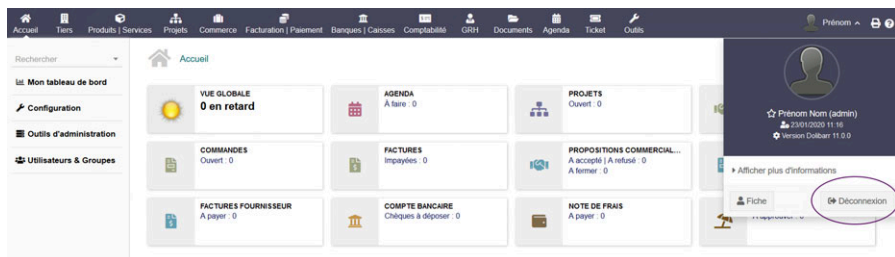 Accueil Tiers Produits | Services Projets Commerce Facturation | Paiement Banques | Caisses Comptabilité GRH Documents Agenda Ticket Outils Prénom
Rechercher
Mon tableau de bord
Configuration
Outils d'administration
Utilisateurs & Groupes
Accueil
VUE GLOBALE
0 en retard
AGENDA
À faire : 0
PROJETS
Ouvert : 0
COMMANDES
Ouvert : 0
FACTURES
Impayées : 0
PROPOSITIONS COMMERCIAL...
A accepté | A refusé : 0
A fermer : 0
FACTURES FOURNISSEUR
A payer : 0
COMPTE BANCAIRE
Chèques à déposer : 0
NOTE DE FRAIS
A payer : 0
Prénom Nom (admin)
23/01/2020 11:16
Version Dolibarr 11.0.0
Afficher plus d'informations
Fiche
Déconnexion